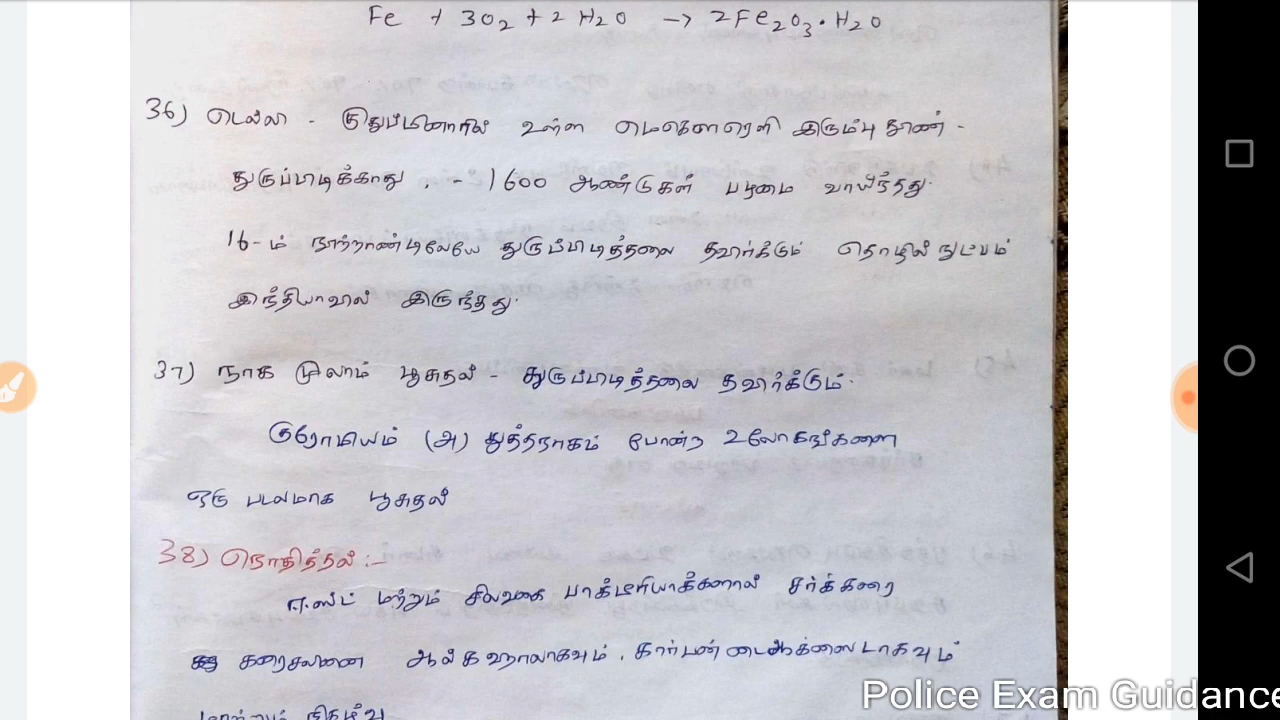 Fe + 3O₂ + 2H₂O → 2Fe₂O₃·H₂O
36) டெல்லி - குதுப்மினாரில் உள்ள மெகௌரௌளி இரும்பு தூண் -
துருப்பிடிக்காது. - 1600 ஆண்டுகள் பழமை வாய்ந்தது.
16-ம் நூற்றாண்டிலேயே துருப்பிடித்தலை தவிர்க்கும் தொழில் நுட்பம்
இந்தியாவில் இருந்தது.
37) நாக முலாம் பூசுதல் - துருப்பிடித்தலை தவிர்க்கும்.
குரோமியம் (அ) துத்தநாகம் போன்ற உலோகங்களை
ஒரு படலமாக பூசுதல்
38) நொதித்தல் :-
ஈஸ்ட் மற்றும் சிலவகை பாக்டீரியாக்களால் சர்க்கரை
கரைசலினை ஆல்கஹாலாகவும், கார்பன் டைஆக்ஸைடாகவும்
மாற்றும் நிகழ்வு
Police Exam Guidance